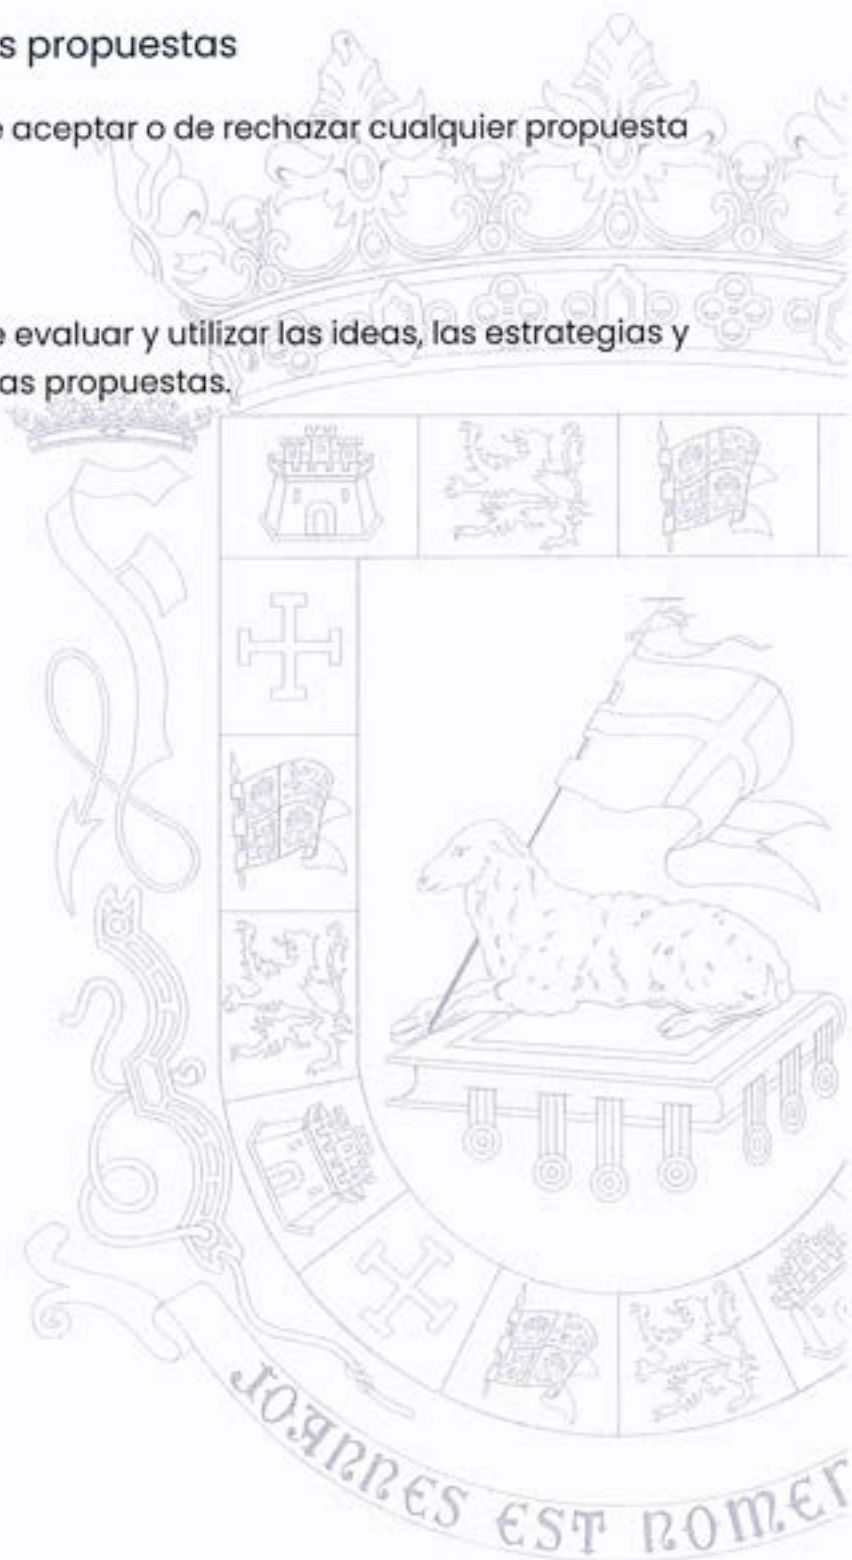 s propuestas
e aceptar o de rechazar cualquier propuesta
e evaluar y utilizar las ideas, las estrategias y
as propuestas.
JOANNES EST NOMEN